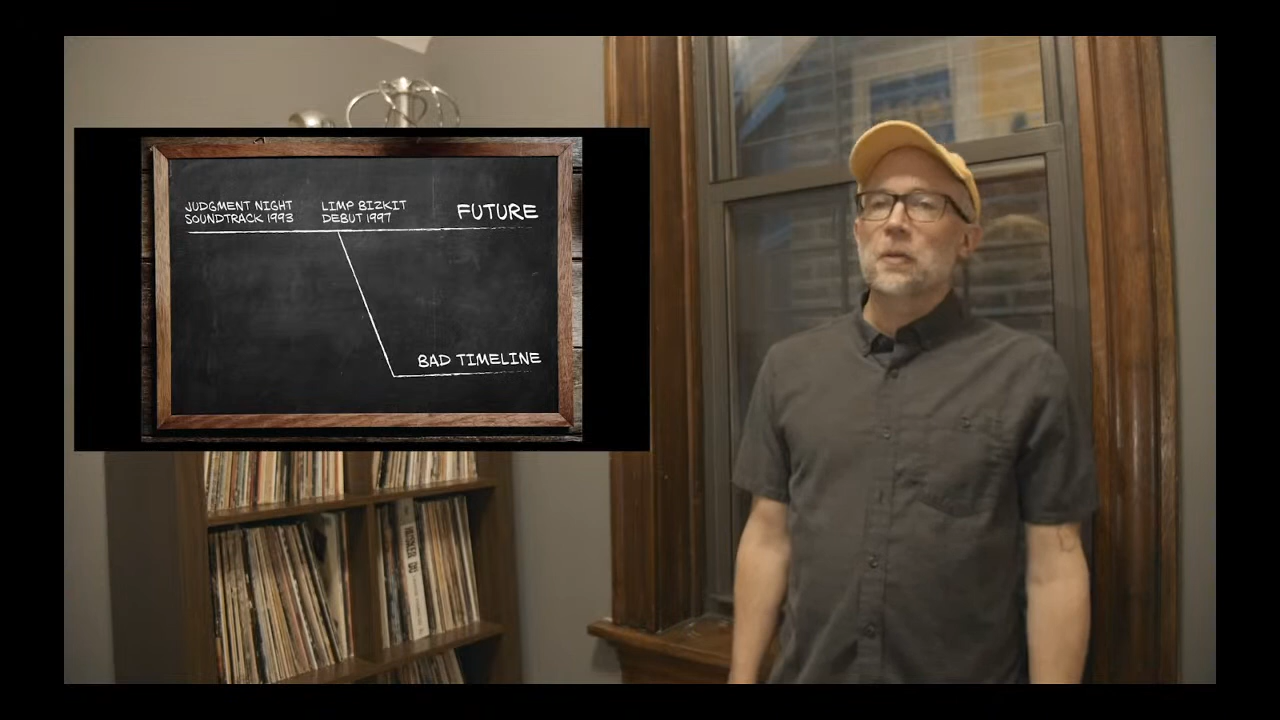 JUDGMENT NIGHT
SOUNDTRACK 1993
LIMP BIZKIT
DEBUT 1997
FUTURE
BAD TIMELINE